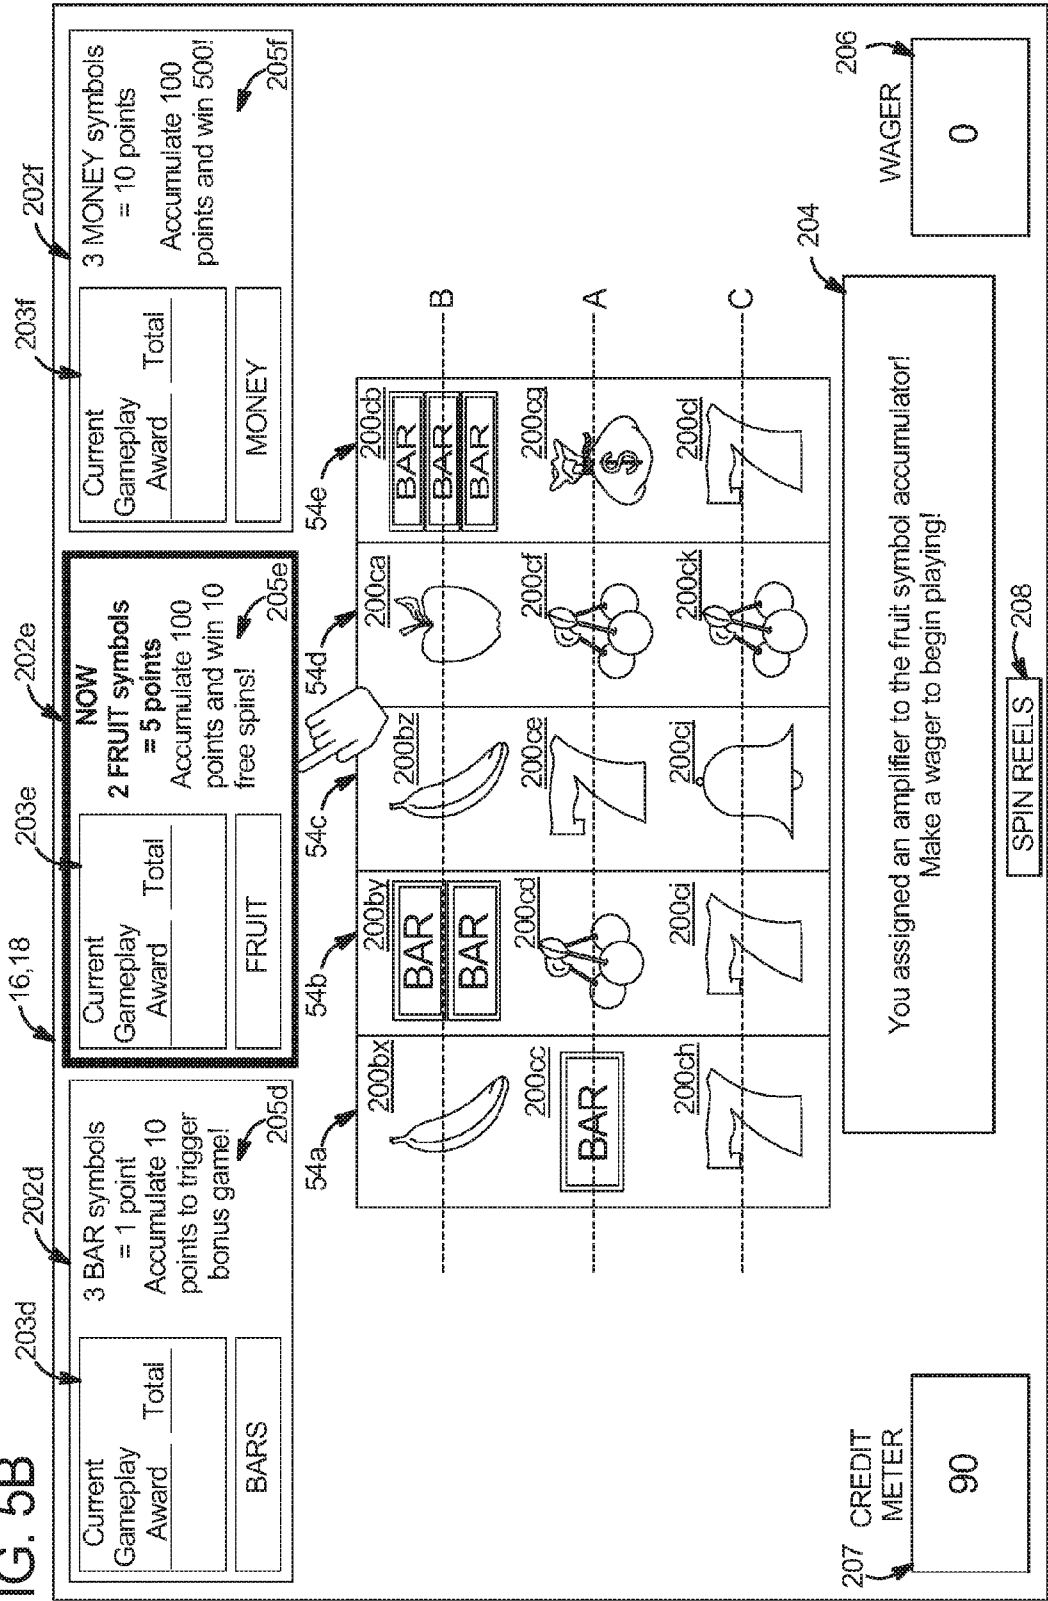 IG. 5B
16,18
203d
202d
203e
202e
203f
202f
Current
Gameplay
Award Total
BARS
3 BAR symbols
= 1 point
Accumulate 10
points to trigger
bonus game!
205d
Current
Gameplay
Award Total
FRUIT
NOW
2 FRUIT symbols
= 5 points
Accumulate 100
points and win 10
free spins!
205e
Current
Gameplay
Award Total
MONEY
3 MONEY symbols
= 10 points
Accumulate 100
points and win 500!
205f
54a
54b
54c
54d
54e
200bx
200by
200bz
200ca
200cb
BAR
BAR
BAR
BAR
BAR
B
200cc
200cd
200ce
200cf
200cg
BAR
$
A
200ch
200ci
200cj
200ck
200cl
C
204
You assigned an amplifier to the fruit symbol accumulator!
Make a wager to begin playing!
207
CREDIT
METER
90
SPIN REELS
208
206
WAGER
0